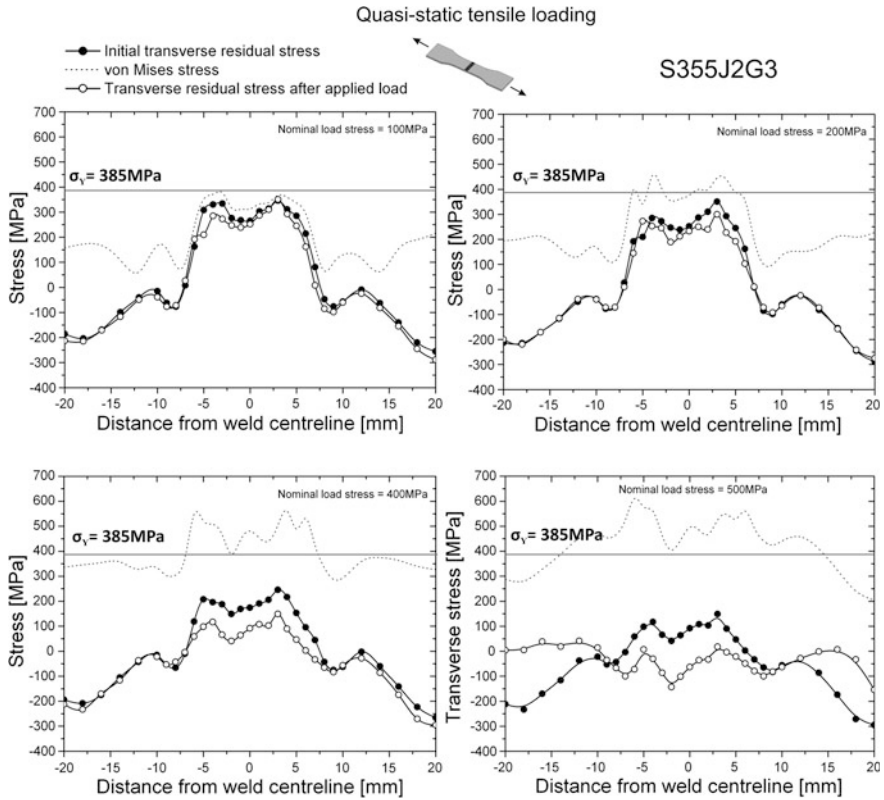 Quasi-static tensile loading
Initial transverse residual stress
von Mises stress
Transverse residual stress after applied load
S355J2G3
700
600
500
400
300
200
100
0
-100
-200
-300
-400
Stress [MPa]
Nominal load stress = 100MPa
σY= 385MPa
-20 -15 -10 -5 0 5 10 15 20
Distance from weld centreline [mm]
700
600
500
400
300
200
100
0
-100
-200
-300
-400
Stress [MPa]
Nominal load stress = 200MPa
σY= 385MPa
-20 -15 -10 -5 0 5 10 15 20
Distance from weld centreline [mm]
700
600
500
400
300
200
100
0
-100
-200
-300
-400
Stress [MPa]
Nominal load stress = 400MPa
σY= 385MPa
-20 -15 -10 -5 0 5 10 15 20
Distance from weld centreline [mm]
700
600
500
400
300
200
100
0
-100
-200
-300
-400
Transverse stress [MPa]
Nominal load stress = 500MPa
σY= 385MPa
-20 -15 -10 -5 0 5 10 15 20
Distance from weld centreline [mm]